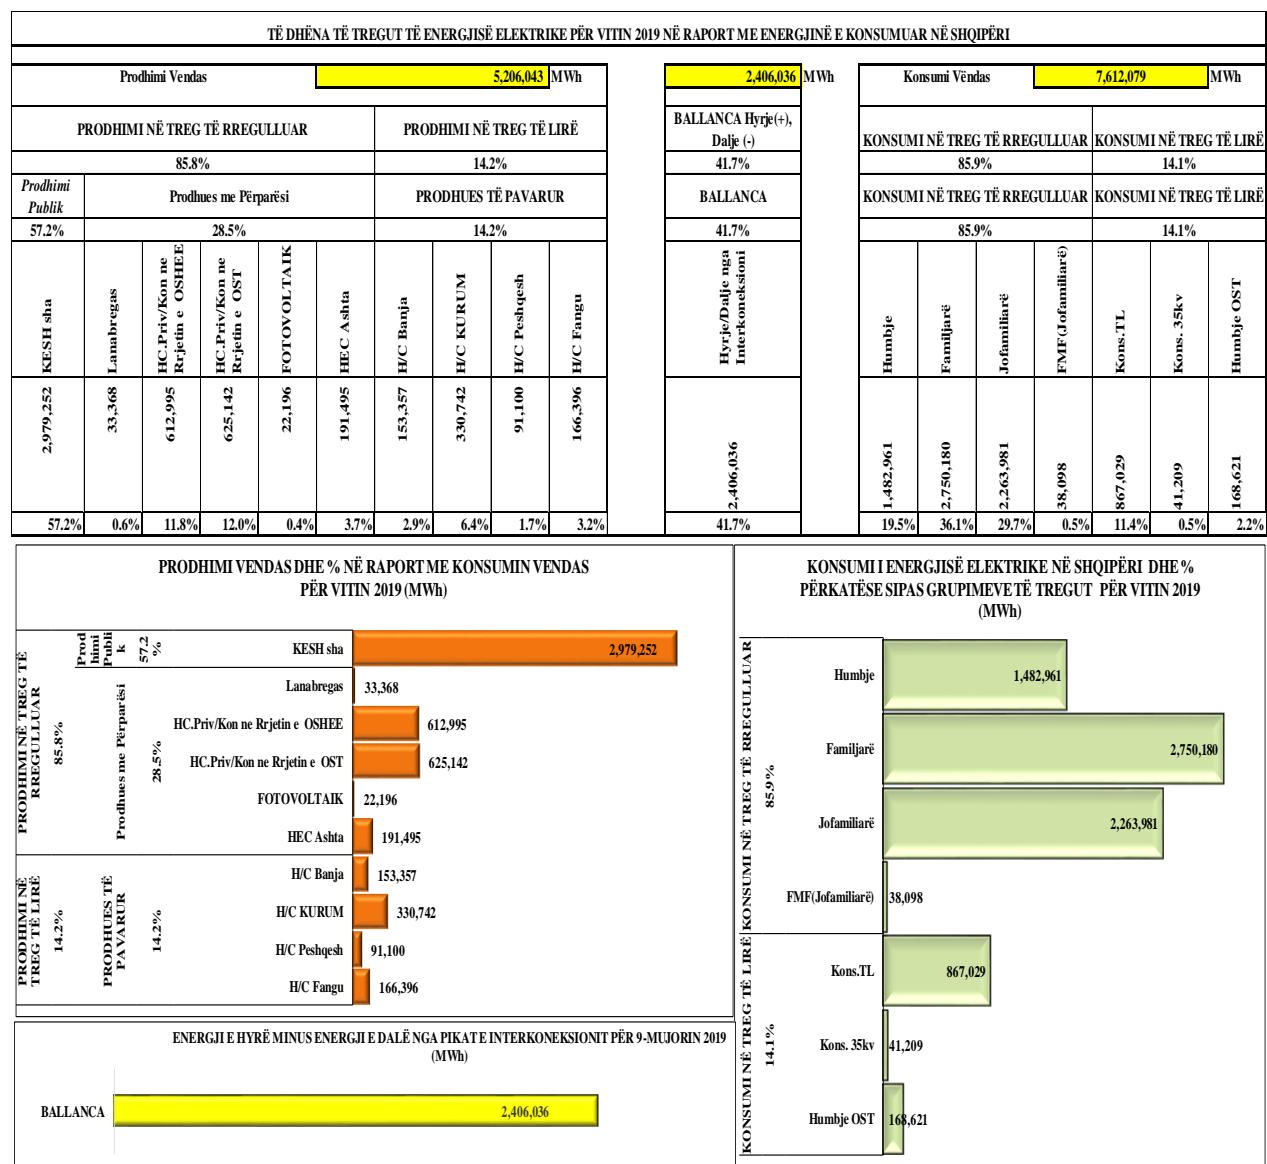 TË DHËNA TË TREGUT TË ENERGJISË ELEKTRIKE PËR VITIN 2019 NË RAPORT ME ENERGJINË E KONSUMUAR NË SHQIPËRI
Prodhimi Vendas 5,206,043 MWh 2,406,036 MWh Konsumi Vëndas 7,612,079 MWh
PRODHIMI NË TREG TË RREGULLUAR PRODHIMI NË TREG TË LIRË BALLANCA Hyrje(+),
Dalje (-) KONSUMI NË TREG TË RREGULLUAR KONSUMI NË TREG TË LIRË
85.8% 14.2% 41.7% 85.9% 14.1%
Prodhimi
Publik Prodhues me Përparësi PRODHUES TË PAVARUR BALLANCA KONSUMI NË TREG TË RREGULLUAR KONSUMI NË TREG TË LIRË
57.2% 28.5% 14.2% 41.7% 85.9% 14.1%
KESH sha
Lanabregas
HC.Priv/Kon ne
Rrjetin e OSHEE
HC.Priv/Kon ne
Rrjetin e OST
FOTOVOLTAIK
HEC Ashta
H/C Banja
H/C KURUM
H/C Peshqesh
H/C Fangu
Hyrje/Dalje nga
Interkoneksioni
Humbje
Familjarë
Jofamiliarë
FMF(Jofamiliarë)
Kons.TL
Kons. 35kv
Humbje OST
2,979,252 33,368 612,995 625,142 22,196 191,495 153,357 330,742 91,100 166,396 2,406,036 1,482,961 2,750,180 2,263,981 38,098 867,029 41,209 168,621
57.2% 0.6% 11.8% 12.0% 0.4% 3.7% 2.9% 6.4% 1.7% 3.2% 41.7% 19.5% 36.1% 29.7% 0.5% 11.4% 0.5% 2.2%
PRODHIMI VENDAS DHE % NË RAPORT ME KONSUMIN VENDAS
PËR VITIN 2019 (MWh)
PRODHIMI NË TREG TË
RREGULLUAR
85.8%
Prod
himi
Publi
k
57.2
%
Prodhues me Përparësi
28.5%
KESH sha 2,979,252
Lanabregas 33,368
HC.Priv/Kon ne Rrjetin e OSHEE 612,995
HC.Priv/Kon ne Rrjetin e OST 625,142
FOTOVOLTAIK 22,196
HEC Ashta 191,495
PRODHIMI NË
TREG TË LIRË
14.2%
PRODHUES TË
PAVARUR
14.2%
H/C Banja 153,357
H/C KURUM 330,742
H/C Peshqesh 91,100
H/C Fangu 166,396
ENERGJI E HYRË MINUS ENERGJI E DALË NGA PIKAT E INTERKONEKSIONIT PËR 9-MUJORIN 2019
(MWh)
BALLANCA 2,406,036
KONSUMI I ENERGJISË ELEKTRIKE NË SHQIPËRI DHE %
PËRKATËSE SIPAS GRUPIMEVE TË TREGUT PËR VITIN 2019
(MWh)
KONSUMI NË TREG TË RREGULLUAR
85.9%
Humbje 1,482,961
Familjarë 2,750,180
Jofamiliarë 2,263,981
FMF(Jofamiliarë) 38,098
KONSUMI NË TREG TË LIRË
14.1%
Kons.TL 867,029
Kons. 35kv 41,209
Humbje OST 168,621